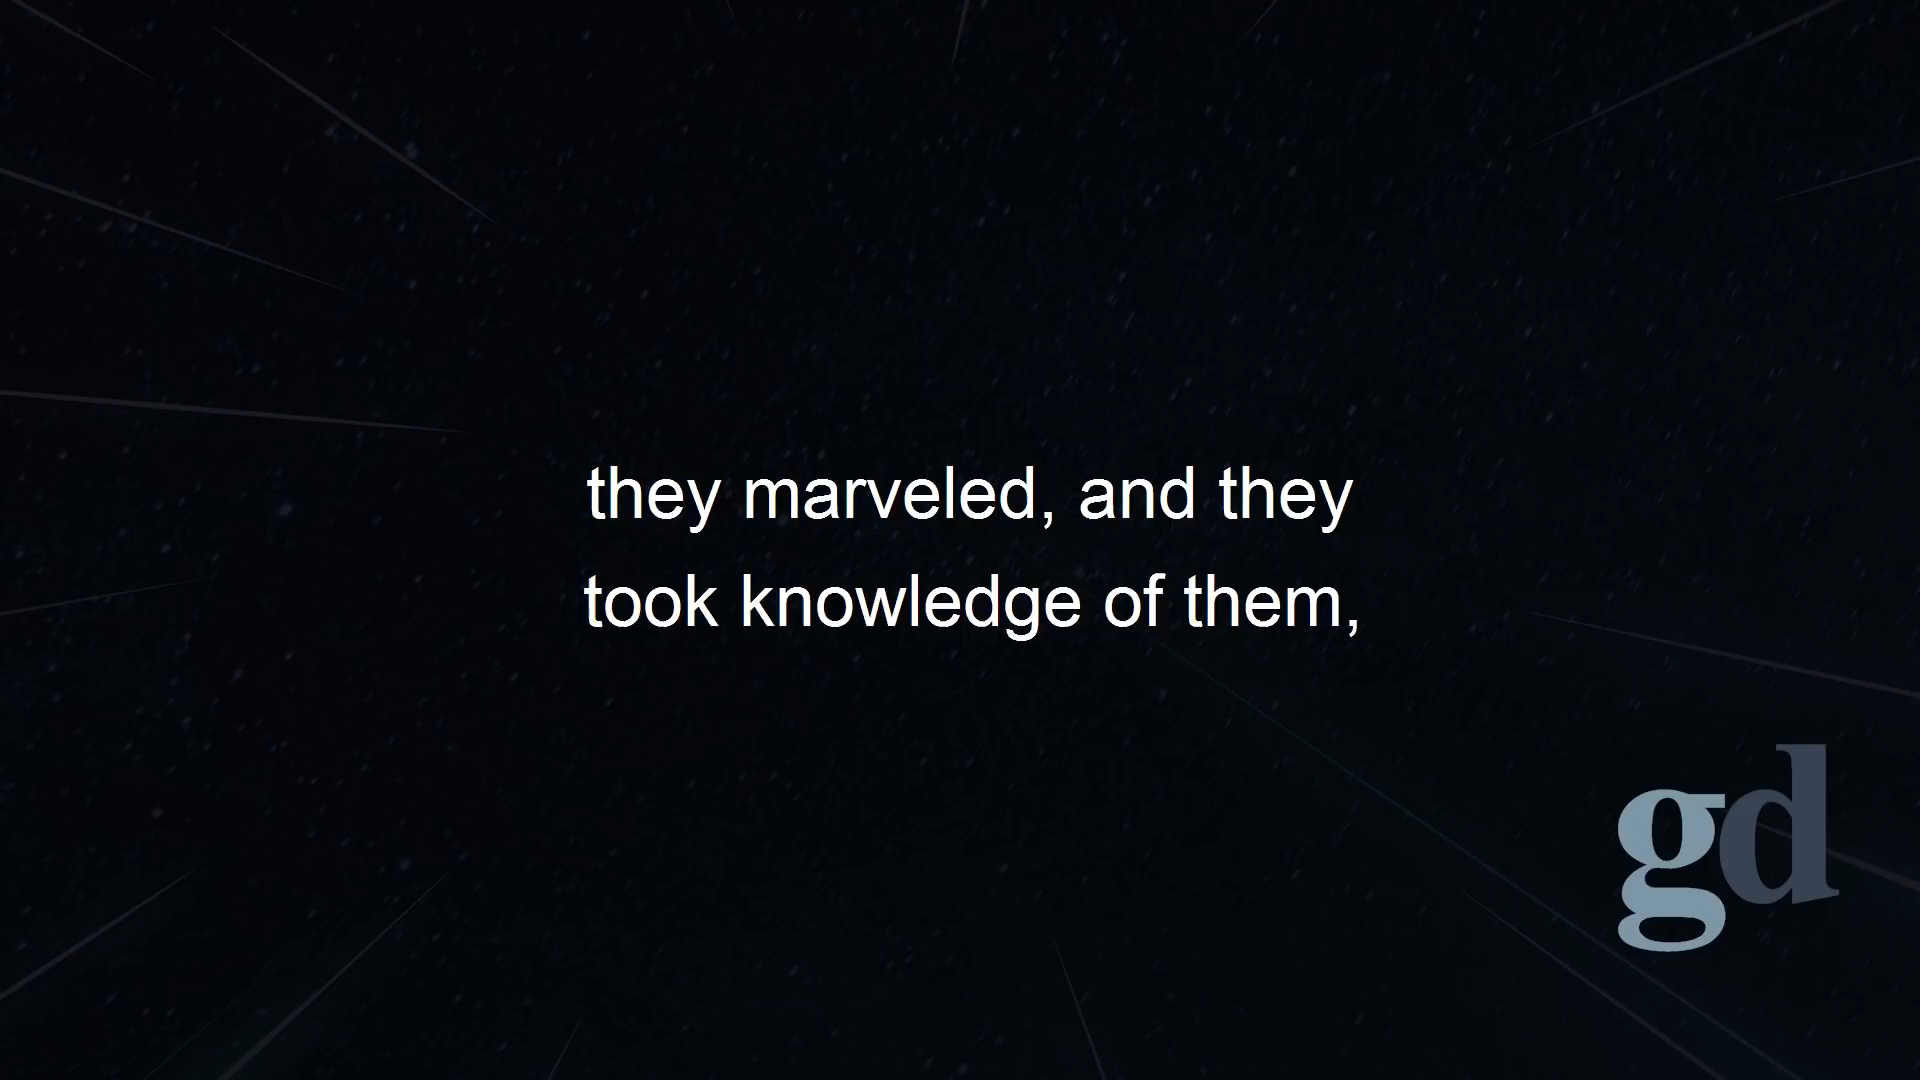 they marveled, and they
took knowledge of them,
gd